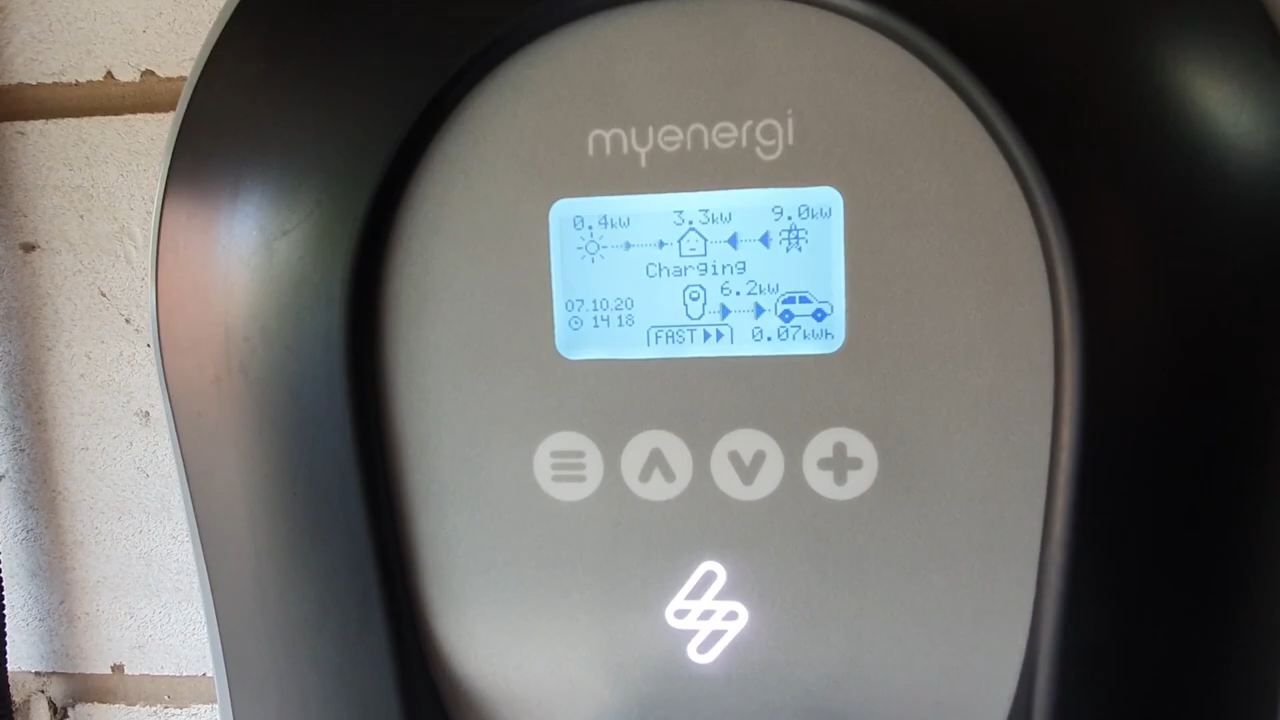 myenergi
0.4kW 3.3kW 9.0kW
Charging
6.2kW
07.10.20
14 18
FAST 0.07kWh